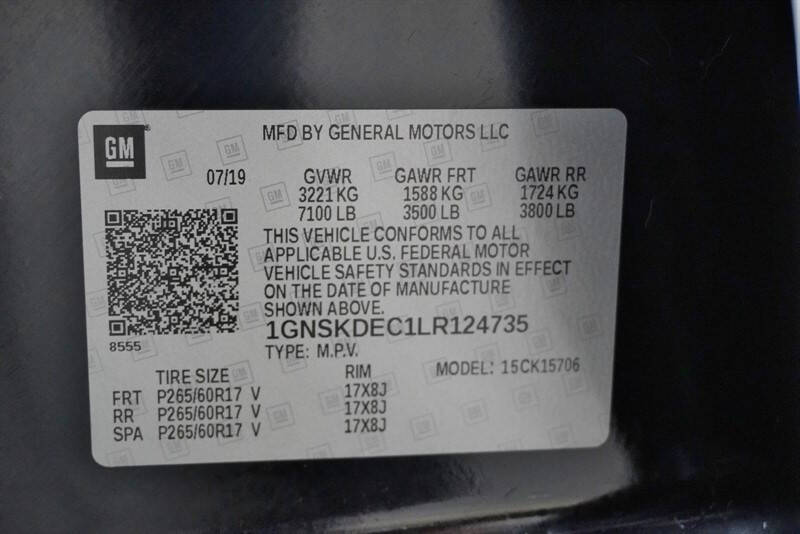 GM
MFD BY GENERAL MOTORS LLC
07/19 GVWR GAWR FRT GAWR RR
3221 KG 1588 KG 1724 KG
7100 LB 3500 LB 3800 LB
THIS VEHICLE CONFORMS TO ALL
APPLICABLE U.S. FEDERAL MOTOR
VEHICLE SAFETY STANDARDS IN EFFECT
ON THE DATE OF MANUFACTURE
SHOWN ABOVE.
1GNSKDEC1LR124735
8555
TYPE: M.P.V. MODEL: 15CK15706
TIRE SIZE RIM
FRT P265/60R17 V 17X8J
RR P265/60R17 V 17X8J
SPA P265/60R17 V 17X8J